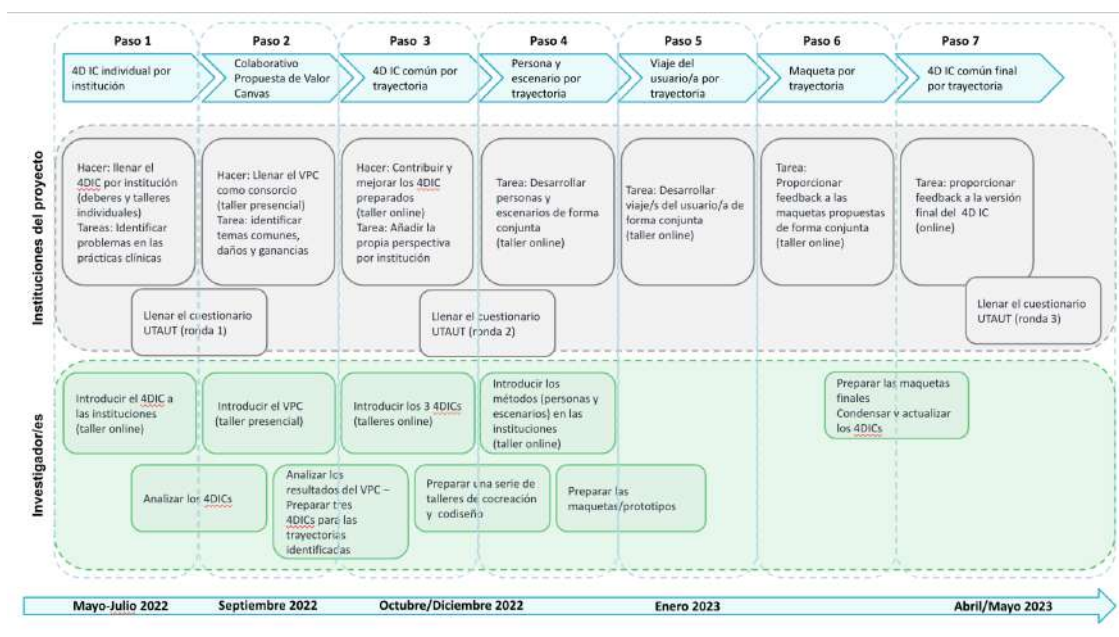 Paso 1
Paso 2
Paso 3
Paso 4
Paso 5
Paso 6
Paso 7
4D IC individual por
institución
Colaborativo
Propuesta de Valor
Canvas
4D IC común por
trayectoria
Persona y
escenario por
trayectoria
Viaje del
usuario/a por
trayectoria
Maqueta por
trayectoria
4D IC común final
por trayectoria
Instituciones del proyecto
Hacer: llenar el
4DIC por institución
(deberes y talleres
individuales)
Tareas: Identificar
problemas en las
prácticas clínicas
Hacer: Llenar el VPC
como consorcio
(taller presencial)
Tarea: identificar
temas comunes,
daños y ganancias
Hacer: Contribuir y
mejorar los 4DIC
preparados
(taller online)
Tarea: Añadir la
propia perspectiva
por institución
Tarea: Desarrollar
personas y
escenarios de forma
conjunta
(taller online)
Tarea: Desarrollar
viaje/s del usuario/a de
forma conjunta
(taller online)
Tarea:
Proporcionar
feedback a las
maquetas propuestas
de forma conjunta
(taller online)
Tarea: proporcionar
feedback a la versión
final del 4D IC
(online)
Llenar el cuestionario
UTAUT (ronda 1)
Llenar el cuestionario
UTAUT (ronda 2)
Llenar el cuestionario
UTAUT (ronda 3)
Investigador/es
Introducir el 4DIC a
las instituciones
(taller online)
Introducir el VPC
(taller presencial)
Introducir los 3 4DICs
(talleres online)
Introducir los
métodos (personas y
escenarios) en las
instituciones
(taller online)
Preparar las maquetas
finales
Condensar y actualizar
los 4DICs
Analizar los 4DICs
Analizar los
resultados del VPC –
Preparar tres
4DICs para las
trayectorias
identificadas
Preparar una serie de
talleres de cocreación
y codiseño
Preparar las
maquetas/prototipos
Mayo-Julio 2022
Septiembre 2022
Octubre/Diciembre 2022
Enero 2023
Abril/Mayo 2023